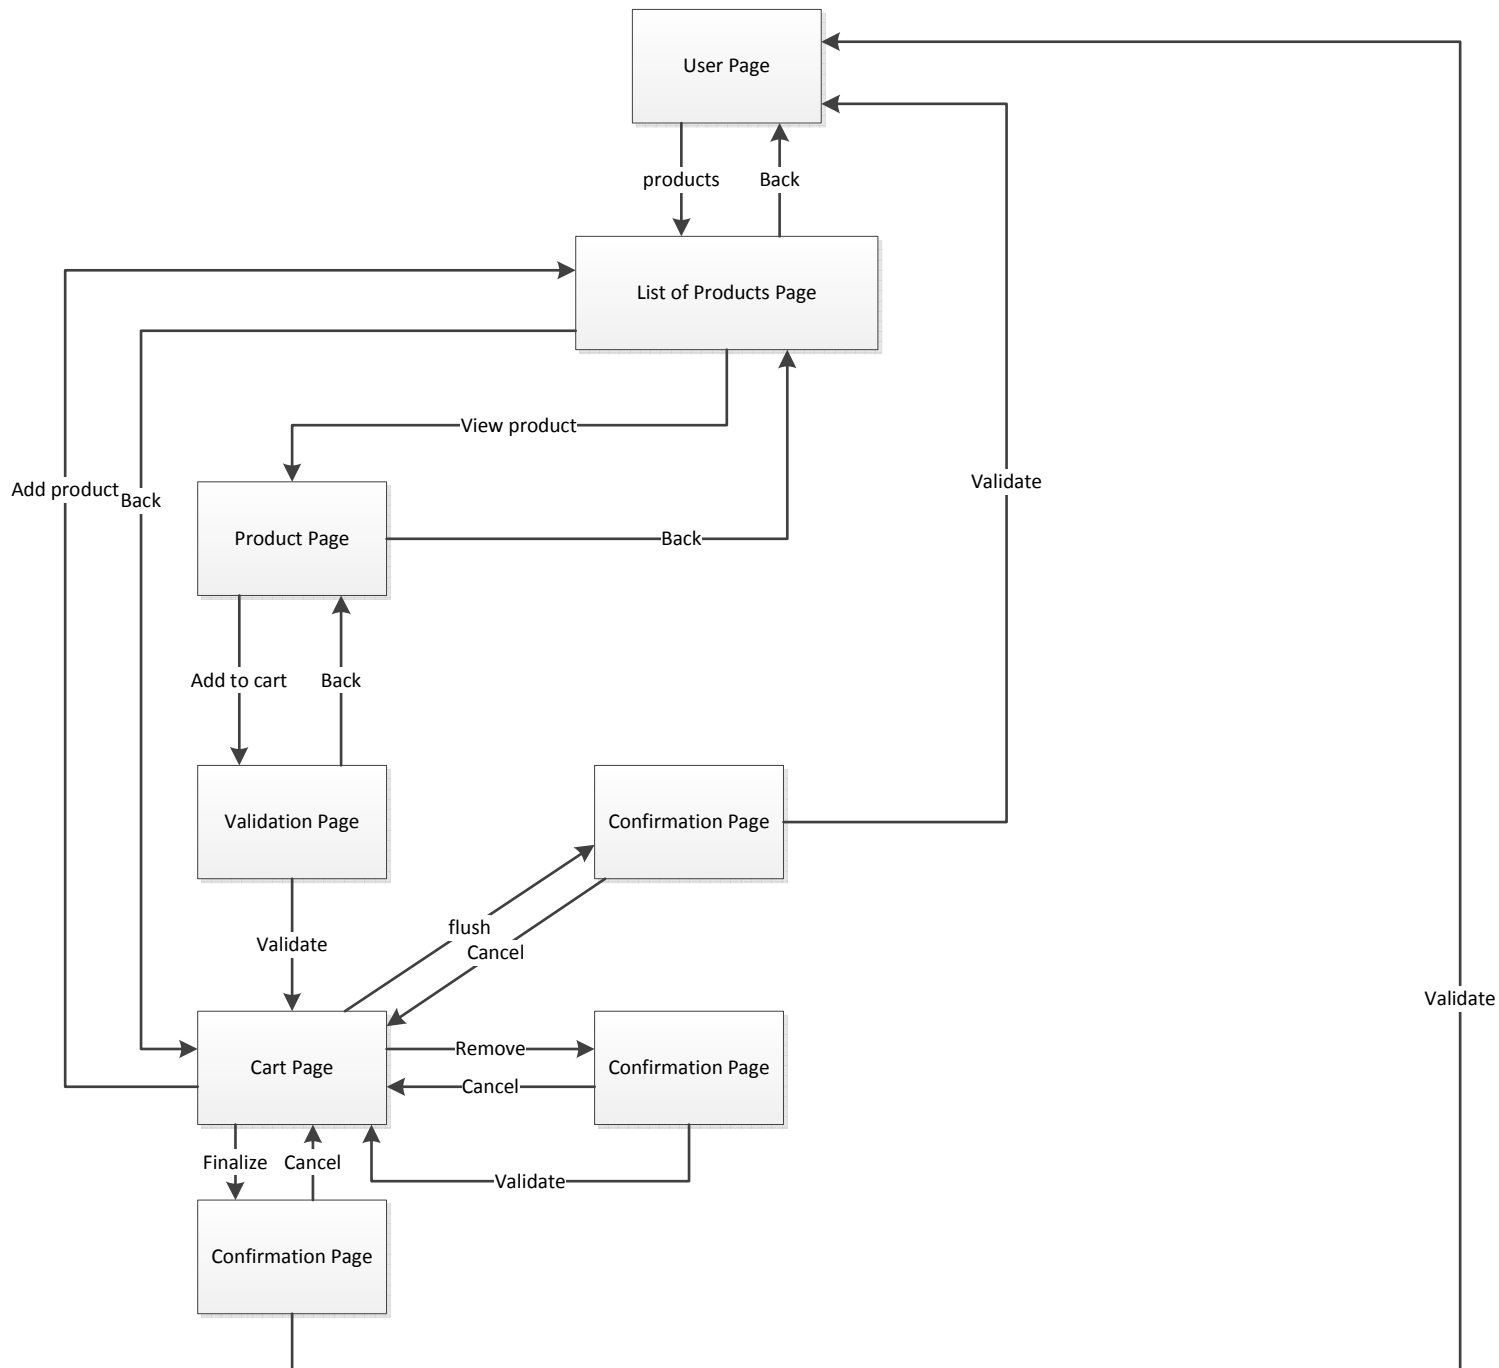 User Page
products
Back
List of Products Page
View product
Validate
Add product
Back
Product Page
Back
Add to cart
Back
Validation Page
Confirmation Page
flush
Validate
Cancel
Validate
Cart Page
Remove
Confirmation Page
Cancel
Finalize
Cancel
Validate
Confirmation Page